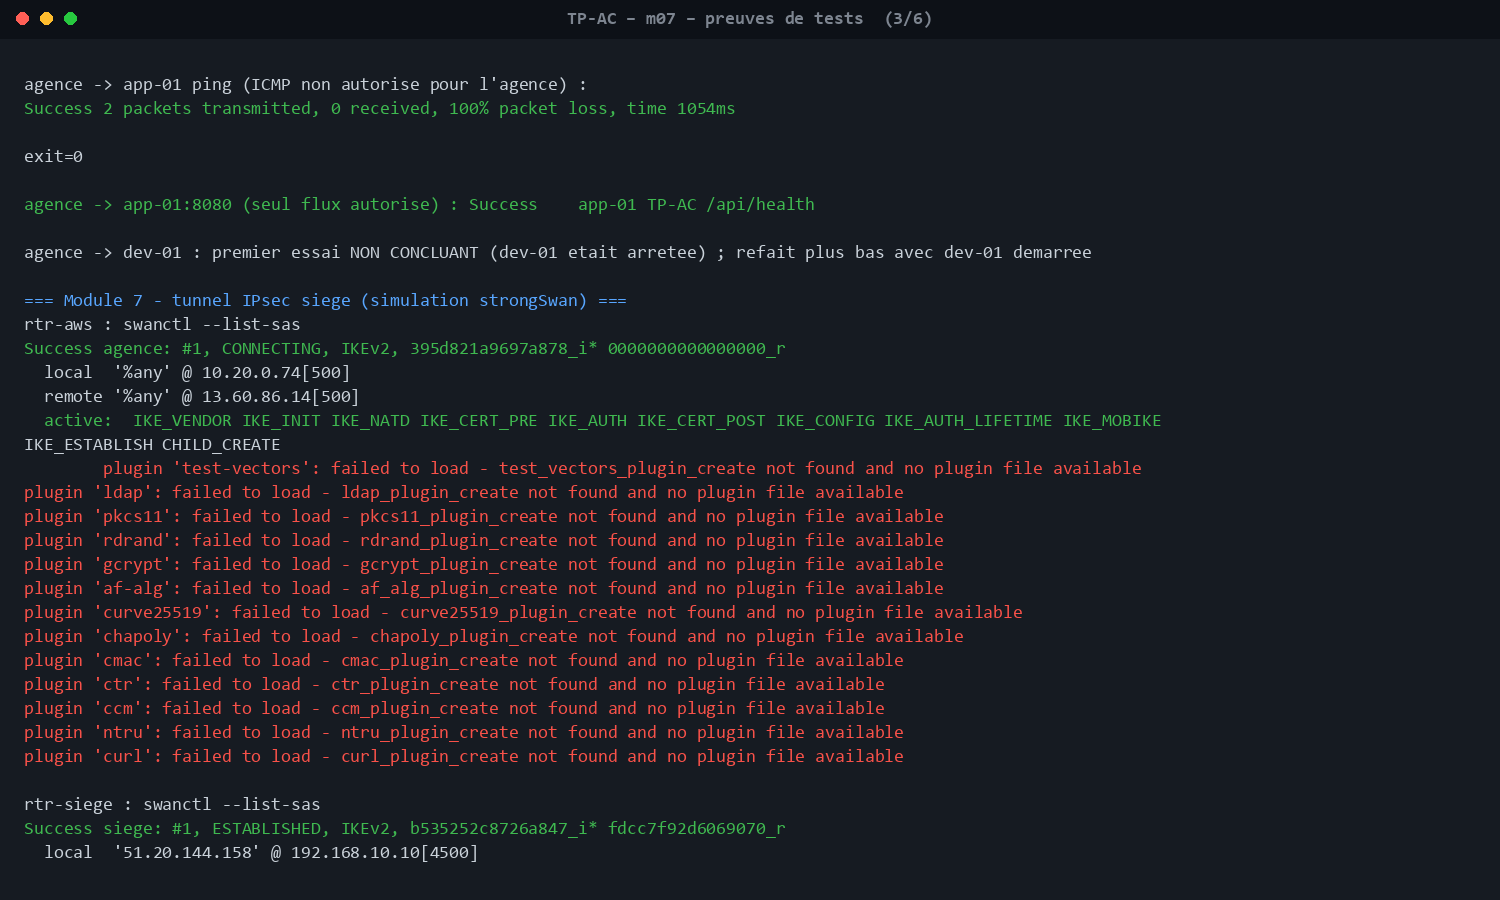 TP-AC – m07 – preuves de tests  (3/6)
agence -> app-01 ping (ICMP non autorise pour l'agence) :
Success 2 packets transmitted, 0 received, 100% packet loss, time 1054ms
exit=0
agence -> app-01:8080 (seul flux autorise) : Success    app-01 TP-AC /api/health
agence -> dev-01 : premier essai NON CONCLUANT (dev-01 etait arretee) ; refait plus bas avec dev-01 demarree
=== Module 7 - tunnel IPsec siege (simulation strongSwan) ===
rtr-aws : swanctl --list-sas
Success agence: #1, CONNECTING, IKEv2, 395d821a9697a878_i* 0000000000000000_r
  local  '%any' @ 10.20.0.74[500]
  remote '%any' @ 13.60.86.14[500]
  active:  IKE_VENDOR IKE_INIT IKE_NATD IKE_CERT_PRE IKE_AUTH IKE_CERT_POST IKE_CONFIG IKE_AUTH_LIFETIME IKE_MOBIKE
IKE_ESTABLISH CHILD_CREATE
        plugin 'test-vectors': failed to load - test_vectors_plugin_create not found and no plugin file available
plugin 'ldap': failed to load - ldap_plugin_create not found and no plugin file available
plugin 'pkcs11': failed to load - pkcs11_plugin_create not found and no plugin file available
plugin 'rdrand': failed to load - rdrand_plugin_create not found and no plugin file available
plugin 'gcrypt': failed to load - gcrypt_plugin_create not found and no plugin file available
plugin 'af-alg': failed to load - af_alg_plugin_create not found and no plugin file available
plugin 'curve25519': failed to load - curve25519_plugin_create not found and no plugin file available
plugin 'chapoly': failed to load - chapoly_plugin_create not found and no plugin file available
plugin 'cmac': failed to load - cmac_plugin_create not found and no plugin file available
plugin 'ctr': failed to load - ctr_plugin_create not found and no plugin file available
plugin 'ccm': failed to load - ccm_plugin_create not found and no plugin file available
plugin 'ntru': failed to load - ntru_plugin_create not found and no plugin file available
plugin 'curl': failed to load - curl_plugin_create not found and no plugin file available
rtr-siege : swanctl --list-sas
Success siege: #1, ESTABLISHED, IKEv2, b535252c8726a847_i* fdcc7f92d6069070_r
  local  '51.20.144.158' @ 192.168.10.10[4500]